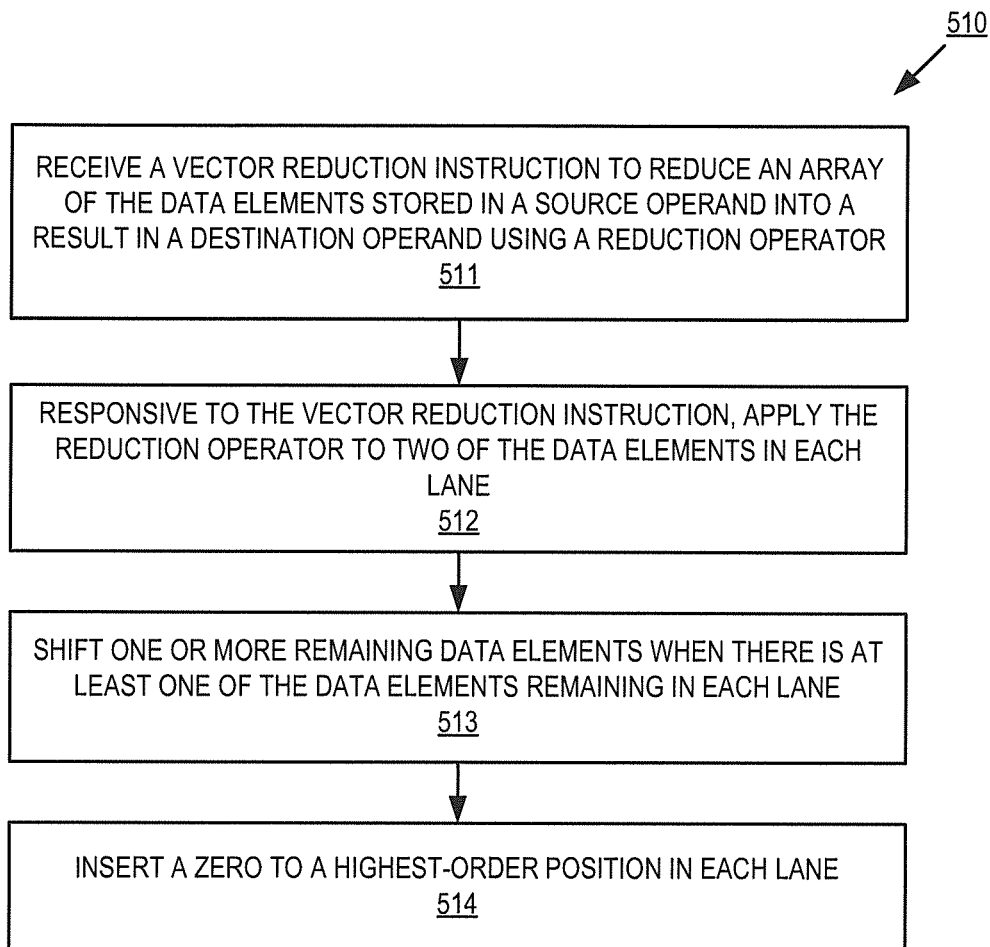 510
RECEIVE A VECTOR REDUCTION INSTRUCTION TO REDUCE AN ARRAY
OF THE DATA ELEMENTS STORED IN A SOURCE OPERAND INTO A
RESULT IN A DESTINATION OPERAND USING A REDUCTION OPERATOR
511
RESPONSIVE TO THE VECTOR REDUCTION INSTRUCTION, APPLY THE
REDUCTION OPERATOR TO TWO OF THE DATA ELEMENTS IN EACH
LANE
512
SHIFT ONE OR MORE REMAINING DATA ELEMENTS WHEN THERE IS AT
LEAST ONE OF THE DATA ELEMENTS REMAINING IN EACH LANE
513
INSERT A ZERO TO A HIGHEST-ORDER POSITION IN EACH LANE
514